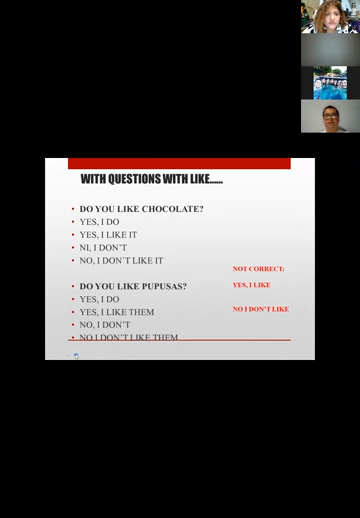 WITH QUESTIONS WITH LIKE......
• DO YOU LIKE CHOCOLATE?
• YES, I DO
• YES, I LIKE IT
• NI, I DON'T
• NO, I DON`T LIKE IT
• DO YOU LIKE PUPUSAS?
• YES, I DO
• YES, I LIKE THEM
• NO, I DON'T
• NO I DON'T LIKE THEM
NOT CORRECT:
YES, I LIKE
NO I DON'T LIKE